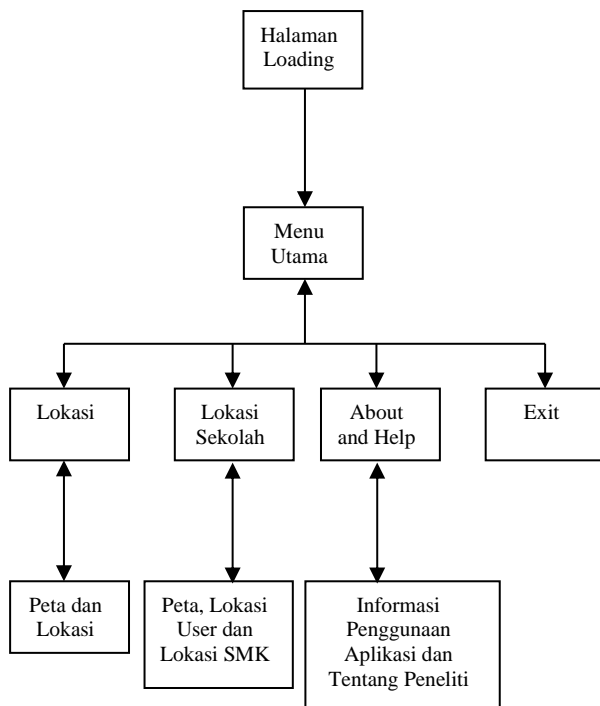 Halaman
Loading
Menu
Utama
Lokasi
Lokasi
Sekolah
About
and Help
Exit
Peta dan
Lokasi
Peta, Lokasi
User dan
Lokasi SMK
Informasi
Penggunaan
Aplikasi dan
Tentang Peneliti